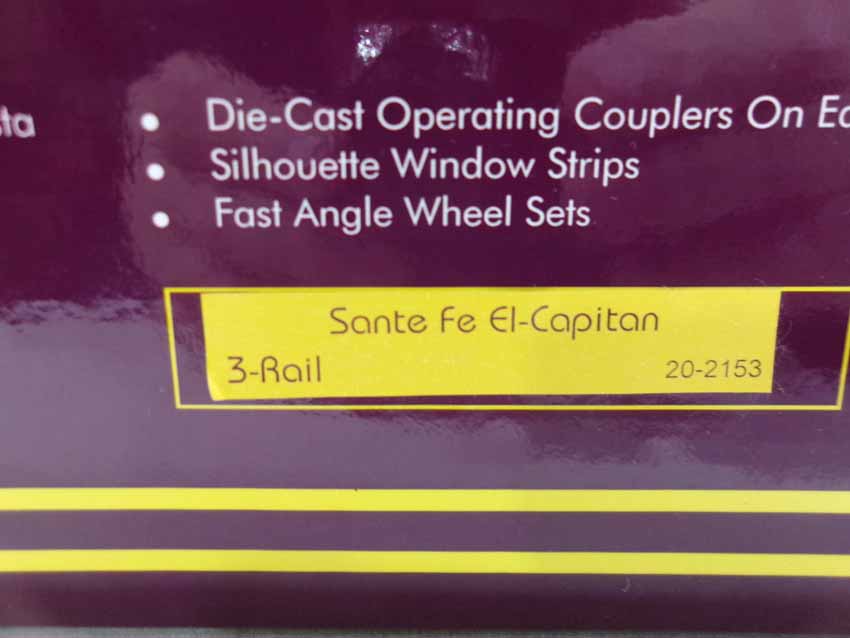 • Die-Cast Operating Couplers On
• Silhouette Window Strips
• Fast Angle Wheel Sets
Sante Fe El-Capitan
3-Rail 20-2153